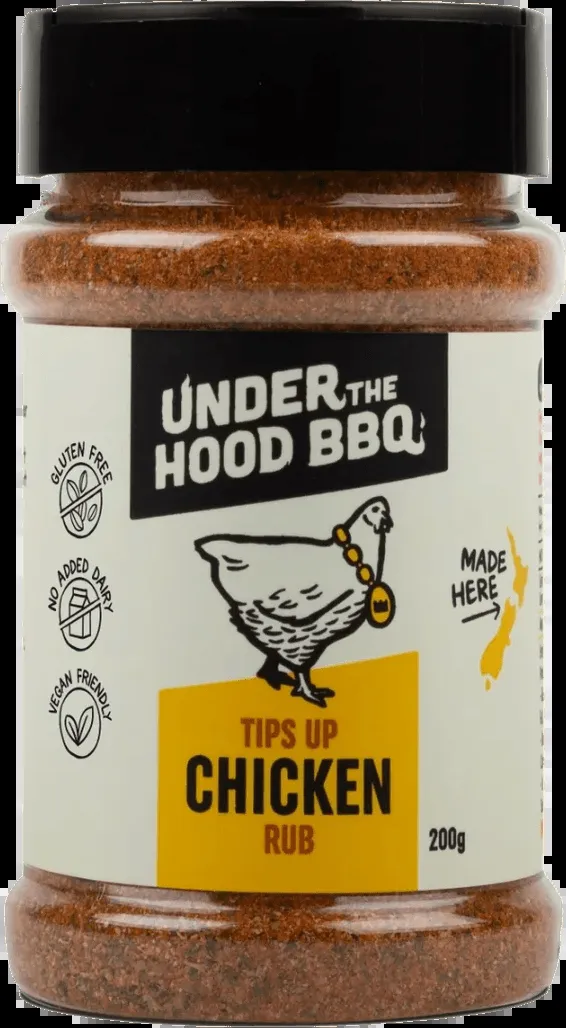 UNDER THE
HOOD BBQ
GLUTEN FREE
NO ADDED DAIRY
VEGAN FRIENDLY
MADE
HERE
TIPS UP
CHICKEN
RUB
200g